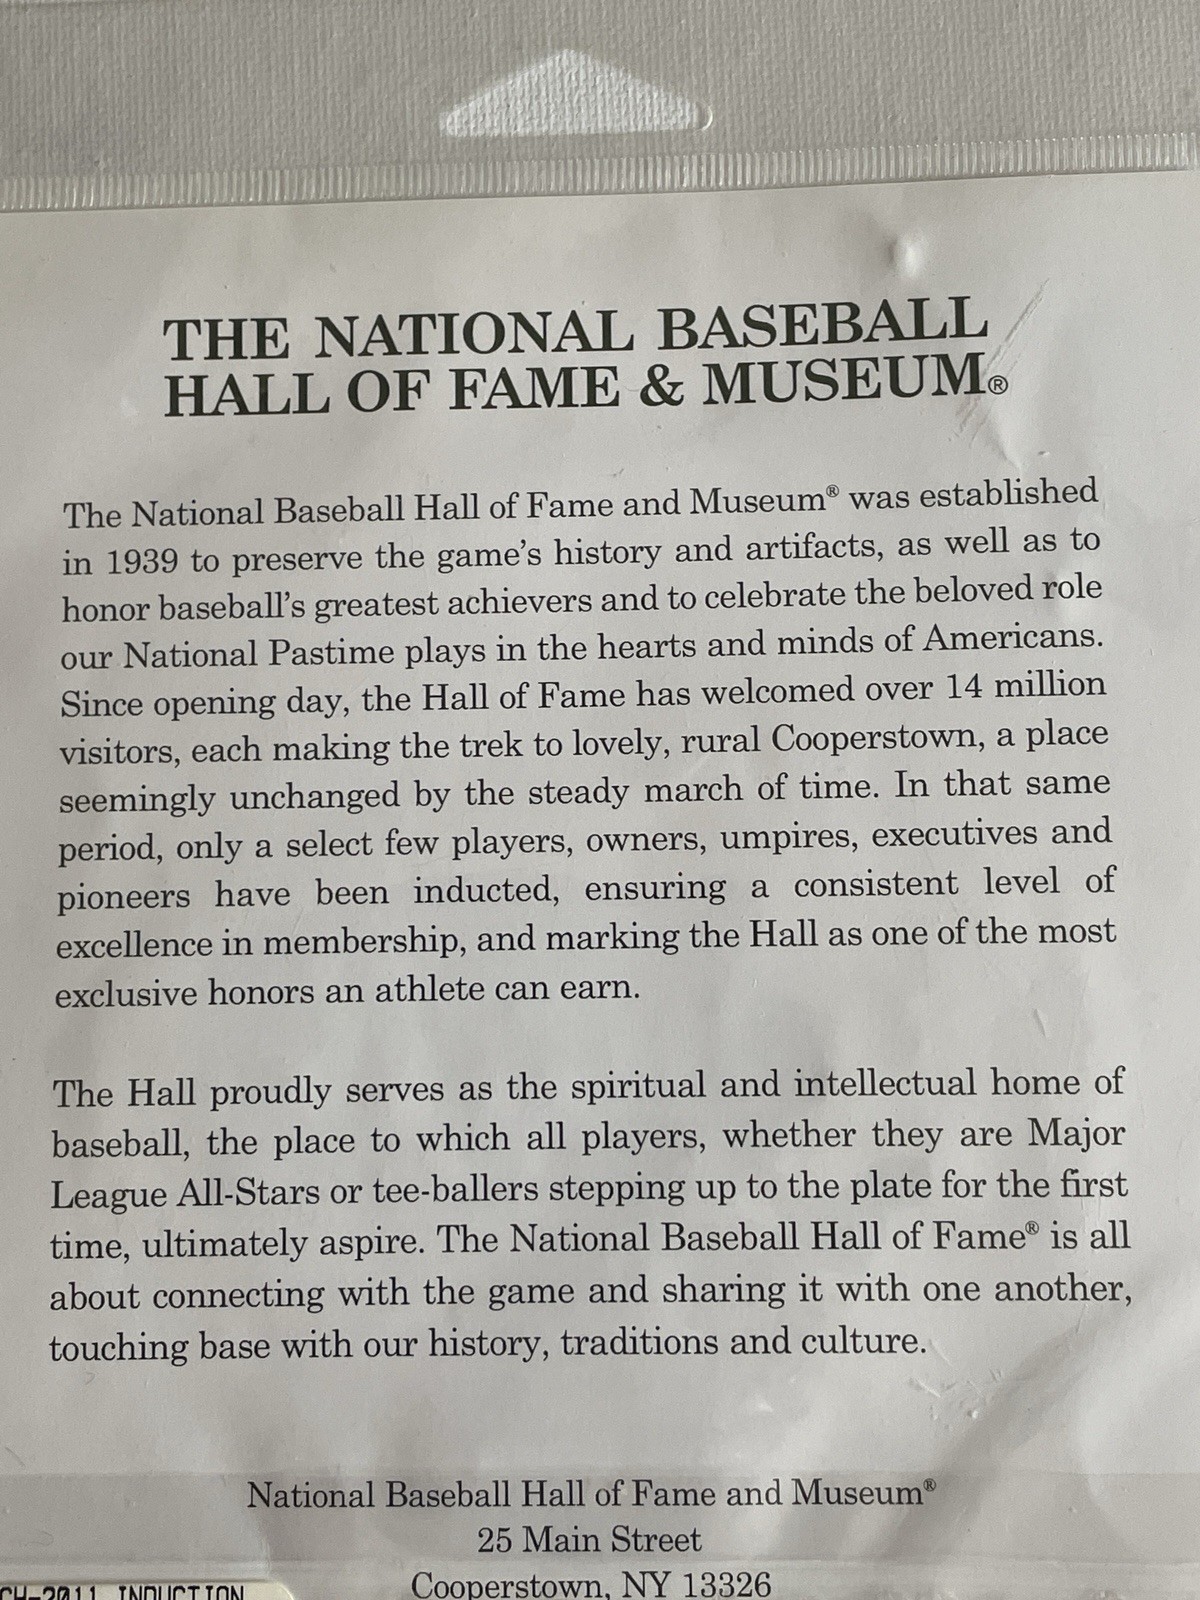 THE NATIONAL BASEBALL
HALL OF FAME & MUSEUM®
The National Baseball Hall of Fame and Museum® was established
in 1939 to preserve the game's history and artifacts, as well as to
honor baseball's greatest achievers and to celebrate the beloved role
our National Pastime plays in the hearts and minds of Americans.
Since opening day, the Hall of Fame has welcomed over 14 million
visitors, each making the trek to lovely, rural Cooperstown, a place
seemingly unchanged by the steady march of time. In that same
period, only a select few players, owners, umpires, executives and
pioneers have been inducted, ensuring a consistent level of
excellence in membership, and marking the Hall as one of the most
exclusive honors an athlete can earn.
The Hall proudly serves as the spiritual and intellectual home of
baseball, the place to which all players, whether they are Major
League All-Stars or tee-ballers stepping up to the plate for the first
time, ultimately aspire. The National Baseball Hall of Fame® is all
about connecting with the game and sharing it with one another,
touching base with our history, traditions and culture.
National Baseball Hall of Fame and Museum®
25 Main Street
Cooperstown, NY 13326
2011 INDUCTION